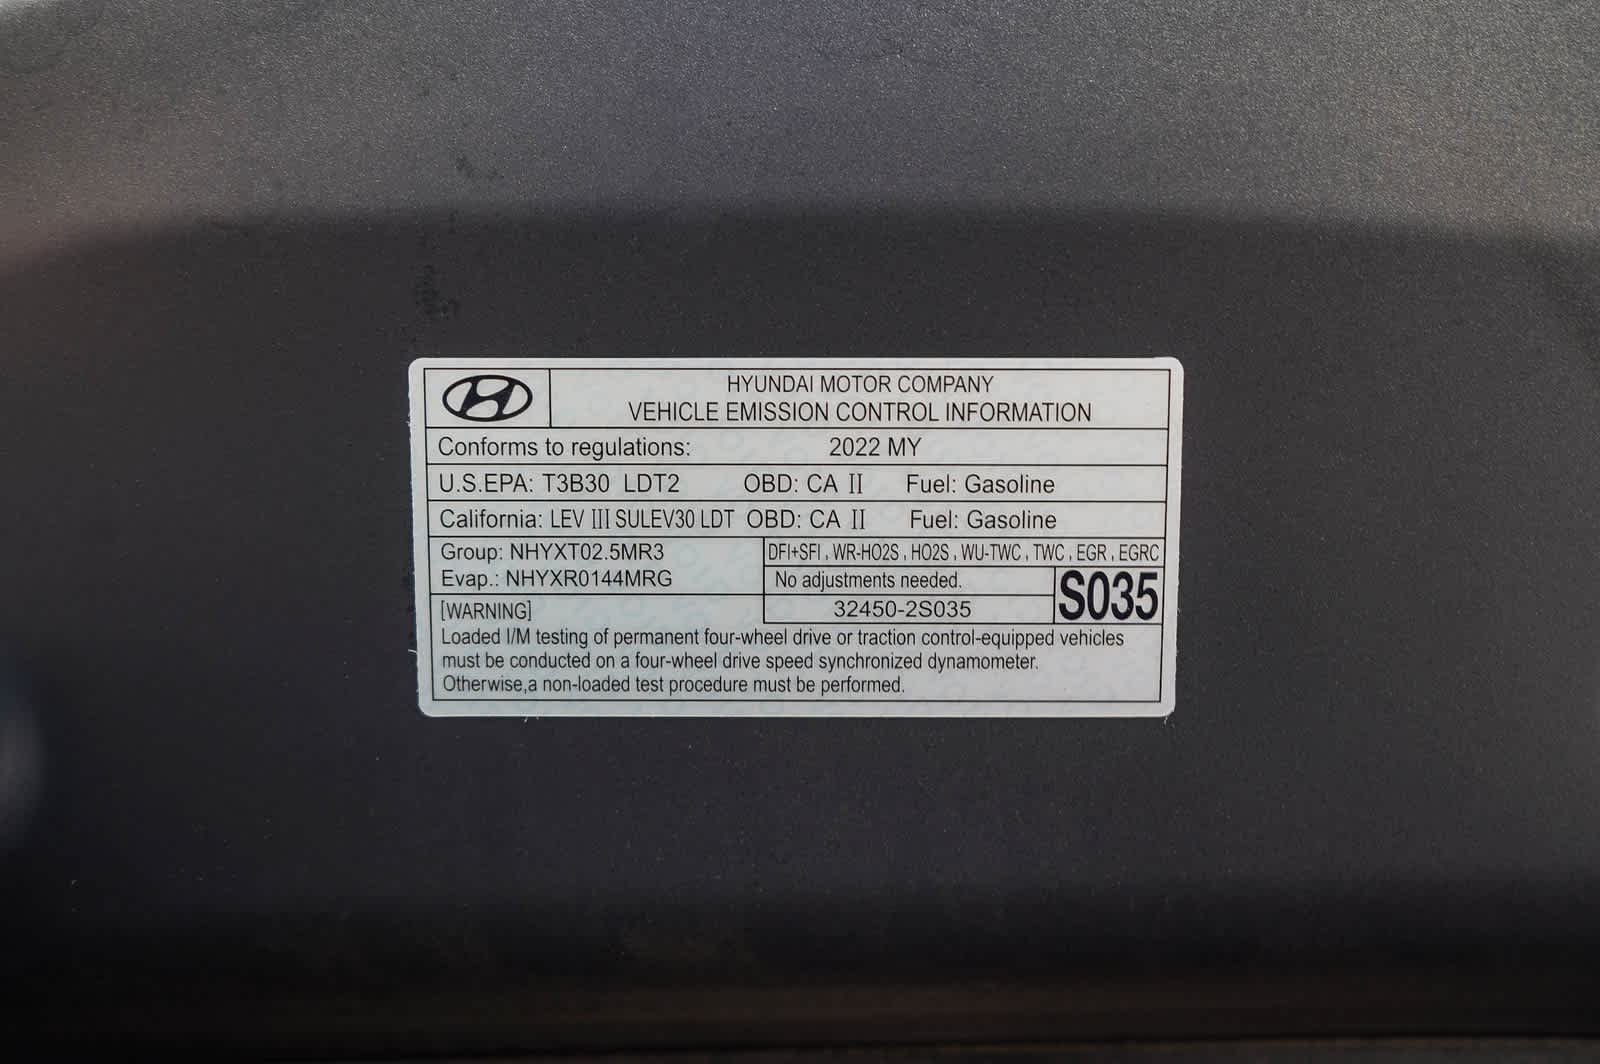 HYUNDAI MOTOR COMPANY
VEHICLE EMISSION CONTROL INFORMATION
Conforms to regulations: 2022 MY
U.S.EPA: T3B30 LDT2 OBD: CA II Fuel: Gasoline
California: LEV III SULEV30 LDT OBD: CA II Fuel: Gasoline
Group: NHYXT02.5MR3
Evap.: NHYXR0144MRG
DFI+SFI , WR-HO2S , HO2S , WU-TWC , TWC , EGR , EGRC
No adjustments needed.
32450-2S035
S035
[WARNING]
Loaded I/M testing of permanent four-wheel drive or traction control-equipped vehicles
must be conducted on a four-wheel drive speed synchronized dynamometer.
Otherwise,a non-loaded test procedure must be performed.